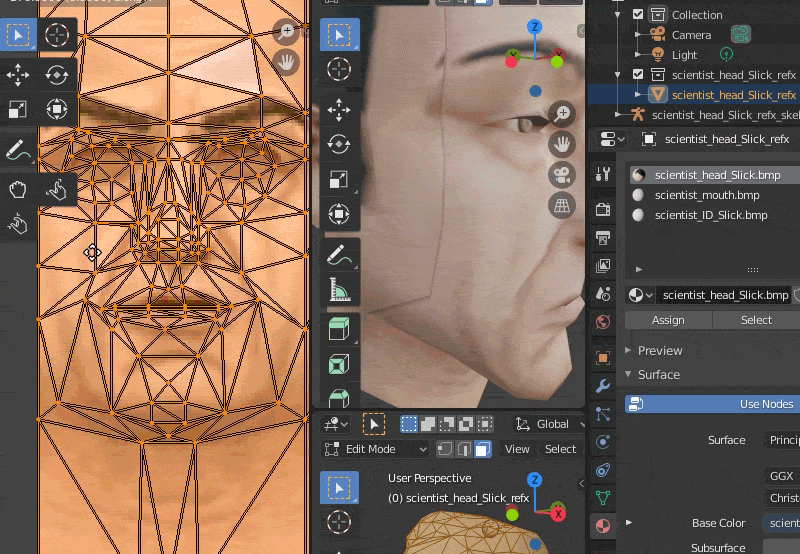 Z
Collection
Camera
Light
scientist_head_Slick_refx
scientist_head_Slick_refx
scientist_head_Slick_refx_skel
scientist_head_Slick_refx
scientist_head_Slick.bmp
scientist_mouth.bmp
scientist_ID_Slick.bmp
scientist_head_Slick.bmp
Assign
Select
Preview
Surface
Use Nodes
Surface
Princip
GGX
Christ
Base Color
scient
Subsurface
Global
Edit Mode
View
Select
User Perspective
(0) scientist_head_Slick_refx
Z
X